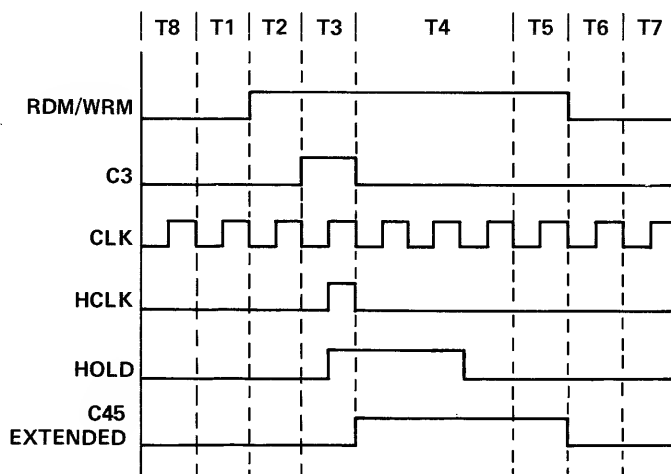 T8 T1 T2 T3 T4 T5 T6 T7
RDM/WRM
C3
CLK
HCLK
HOLD
C45
EXTENDED